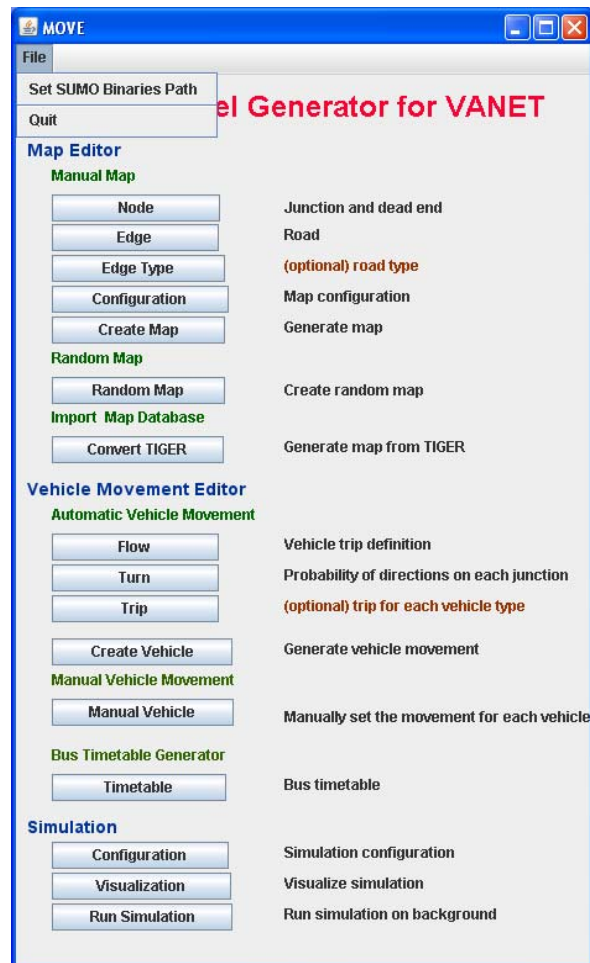 MOVE
File
Set SUMO Binaries Path
Quit
el Generator for VANET
Map Editor
Manual Map
Node Junction and dead end
Edge Road
Edge Type (optional) road type
Configuration Map configuration
Create Map Generate map
Random Map
Random Map Create random map
Import Map Database
Convert TIGER Generate map from TIGER
Vehicle Movement Editor
Automatic Vehicle Movement
Flow Vehicle trip definition
Turn Probability of directions on each junction
Trip (optional) trip for each vehicle type
Create Vehicle Generate vehicle movement
Manual Vehicle Movement
Manual Vehicle Manually set the movement for each vehicle
Bus Timetable Generator
Timetable Bus timetable
Simulation
Configuration Simulation configuration
Visualization Visualize simulation
Run Simulation Run simulation on background